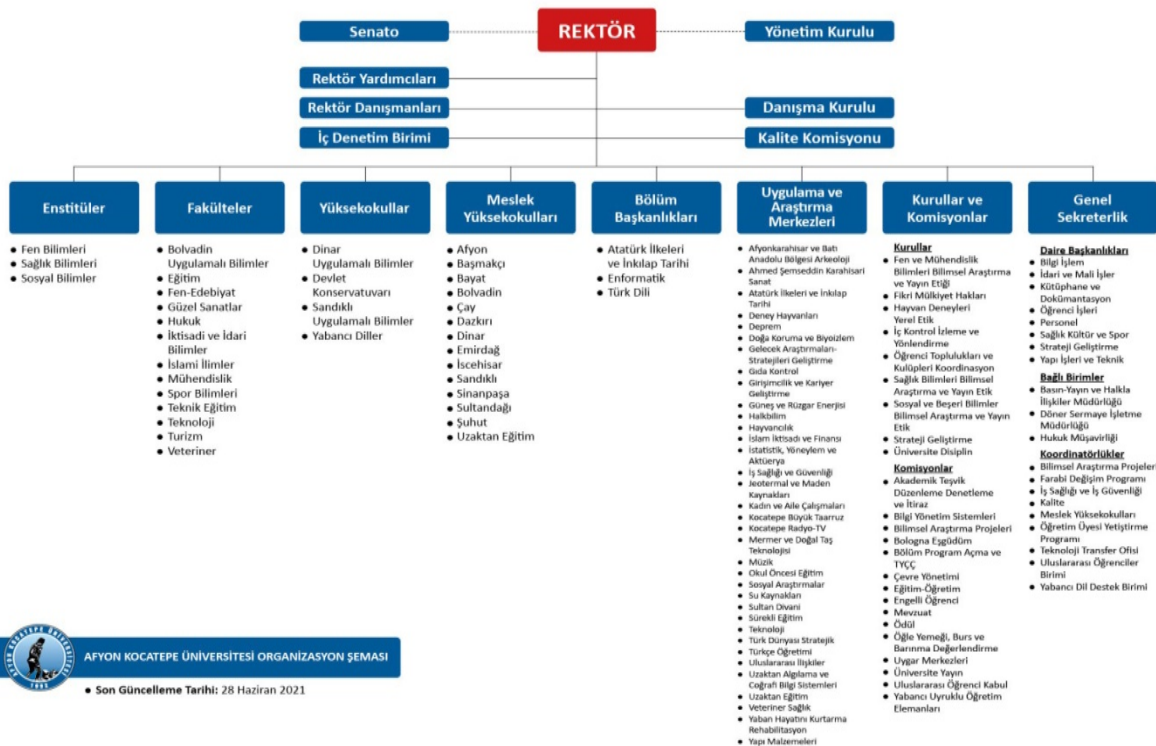 Senato
REKTÖR
Yönetim Kurulu
Rektör Yardımcıları
Rektör Danışmanları
Danışma Kurulu
İç Denetim Birimi
Kalite Komisyonu
Enstitüler
• Fen Bilimleri
• Sağlık Bilimleri
• Sosyal Bilimler
Fakülteler
• Bolvadin
Uygulamalı Bilimler
• Eğitim
• Fen-Edebiyat
• Güzel Sanatlar
• Hukuk
• İktisadi ve İdari
Bilimler
• İslami İlimler
• Mühendislik
• Spor Bilimleri
• Teknik Eğitim
• Teknoloji
• Turizm
• Veteriner
Yüksekokullar
• Dinar
Uygulamalı Bilimler
• Devlet
Konservatuvarı
• Sandıklı
Uygulamalı Bilimler
• Yabancı Diller
Meslek
Yüksekokulları
• Afyon
• Başmakçı
• Bayat
• Bolvadin
• Çay
• Dazkırı
• Dinar
• Emirdağ
• İscehisar
• Sandıklı
• Sinanpaşa
• Sultandağı
• Şuhut
• Uzaktan Eğitim
Bölüm
Başkanlıkları
• Atatürk İlkeleri
ve İnkılap Tarihi
• Enformatik
• Türk Dili
Uygulama ve
Araştırma
Merkezleri
• Afyonkarahisar ve Batı
Anadolu Bölgesi Arkeoloji
• Ahmed Şemseddin Karahisari
Sanat
• Atatürk İlkeleri ve İnkılap
Tarihi
• Deney Hayvanları
• Deprem
• Doğa Koruma ve Biyoizlem
• Gelecek Araştırmaları-
Stratejileri Geliştirme
• Gıda Kontrol
• Girişimcilik ve Kariyer
Geliştirme
• Güneş ve Rüzgar Enerjisi
• Halkbilim
• Hayvancılık
• İslam İktisadı ve Finansı
• İstatistik, Yöneylem ve
Aktüerya
• İş Sağlığı ve Güvenliği
• Jeotermal ve Maden
Kaynakları
• Kadın ve Aile Çalışmaları
• Kocatepe Büyük Taarruz
• Kocatepe Radyo-TV
• Mermer ve Doğal Taş
Teknolojisi
• Müzik
• Okul Öncesi Eğitim
• Sosyal Araştırmalar
• Su Kaynakları
• Sultan Divani
• Sürekli Eğitim
• Teknoloji
• Türk Dünyası Stratejik
• Türkçe Öğretimi
• Uluslararası İlişkiler
• Uzaktan Algılama ve
Coğrafi Bilgi Sistemleri
• Uzaktan Eğitim
• Veteriner Sağlık
• Yaban Hayatını Kurtarma
Rehabilitasyon
• Yapı Malzemeleri
Kurullar ve
Komisyonlar
Kurullar
• Fen ve Mühendislik
Bilimleri Bilimsel Araştırma
ve Yayın Etiği
• Fikri Mülkiyet Hakları
• Hayvan Deneyleri
Yerel Etik
• İç Kontrol İzleme ve
Yönlendirme
• Öğrenci Toplulukları ve
Kulüpleri Koordinasyon
• Sağlık Bilimleri Bilimsel
Araştırma ve Yayın Etik
• Sosyal ve Beşeri Bilimler
Bilimsel Araştırma ve Yayın
Etik
• Strateji Geliştirme
• Üniversite Disiplin
Komisyonlar
• Akademik Teşvik
Düzenleme Denetleme
ve İtiraz
• Bilgi Yönetim Sistemleri
• Bilimsel Araştırma Projeleri
• Bologna Eşgüdüm
• Bölüm Program Açma ve
TYÇÇ
• Çevre Yönetimi
• Eğitim-Öğretim
• Engelli Öğrenci
• Mevzuat
• Ödül
• Öğle Yemeği, Burs ve
Barınma Değerlendirme
• Uygar Merkezleri
• Üniversite Yayın
• Uluslararası Öğrenci Kabul
• Yabancı Uyruklu Öğretim
Elemanları
Genel
Sekreterlik
Daire Başkanlıkları
• Bilgi İşlem
• İdari ve Mali İşler
• Kütüphane ve
Dokümantasyon
• Öğrenci İşleri
• Personel
• Sağlık Kültür ve Spor
• Strateji Geliştirme
• Yapı İşleri ve Teknik
Bağlı Birimler
• Basın-Yayın ve Halkla
İlişkiler Müdürlüğü
• Döner Sermaye İşletme
Müdürlüğü
• Hukuk Müşavirliği
Koordinatörlükler
• Bilimsel Araştırma Projeleri
• Farabi Değişim Programı
• İş Sağlığı ve İş Güvenliği
• Kalite
• Meslek Yüksekokulları
• Öğretim Üyesi Yetiştirme
Programı
• Teknoloji Transfer Ofisi
• Uluslararası Öğrenciler
Birimi
• Yabancı Dil Destek Birimi
AFYON KOCATEPE ÜNİVERSİTESİ
1992
AFYON KOCATEPE ÜNİVERSİTESİ ORGANİZASYON ŞEMASI
• Son Güncelleme Tarihi: 28 Haziran 2021